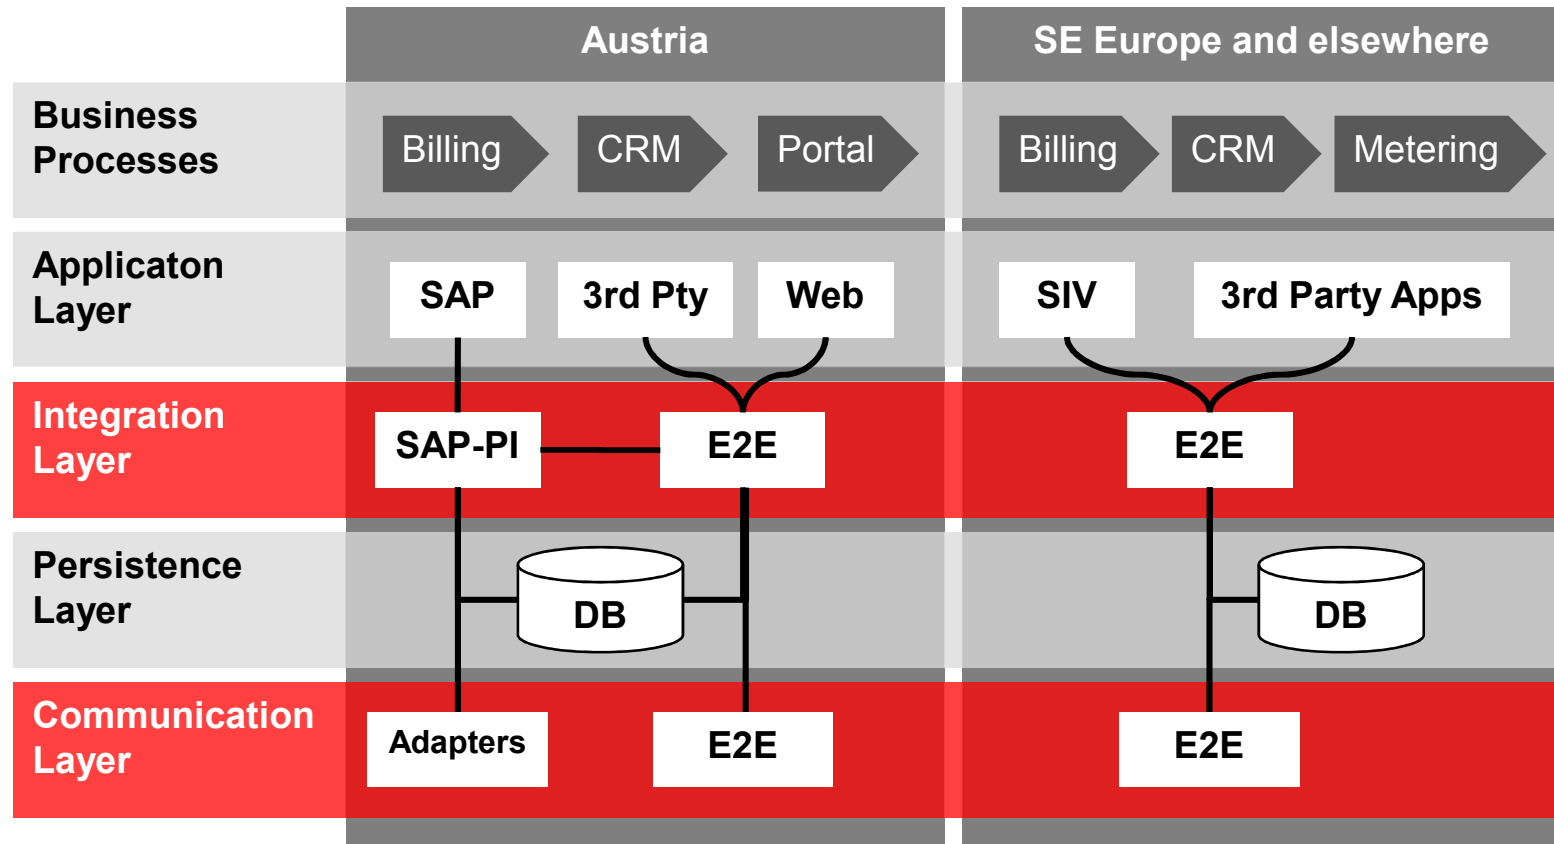 Austria
SE Europe and elsewhere
Business
Processes
Billing
CRM
Portal
Billing
CRM
Metering
Applicaton
Layer
SAP
3rd Pty
Web
SIV
3rd Party Apps
Integration
Layer
SAP-PI
E2E
E2E
Persistence
Layer
DB
DB
Communication
Layer
Adapters
E2E
E2E